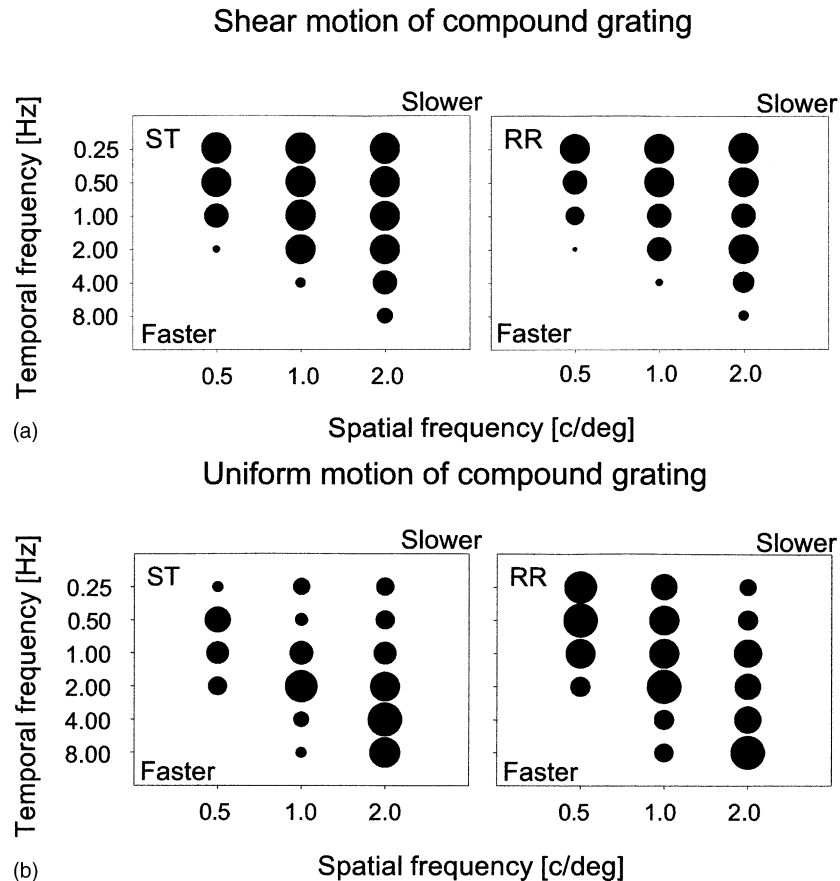 Shear motion of compound grating
Slower Slower
ST RR
Temporal frequency [Hz]
0.25
0.50
1.00
2.00
4.00
8.00
Faster Faster
0.5 1.0 2.0 0.5 1.0 2.0
(a)
Spatial frequency [c/deg]
Uniform motion of compound grating
Slower Slower
ST RR
Temporal frequency [Hz]
0.25
0.50
1.00
2.00
4.00
8.00
Faster Faster
0.5 1.0 2.0 0.5 1.0 2.0
(b)
Spatial frequency [c/deg]